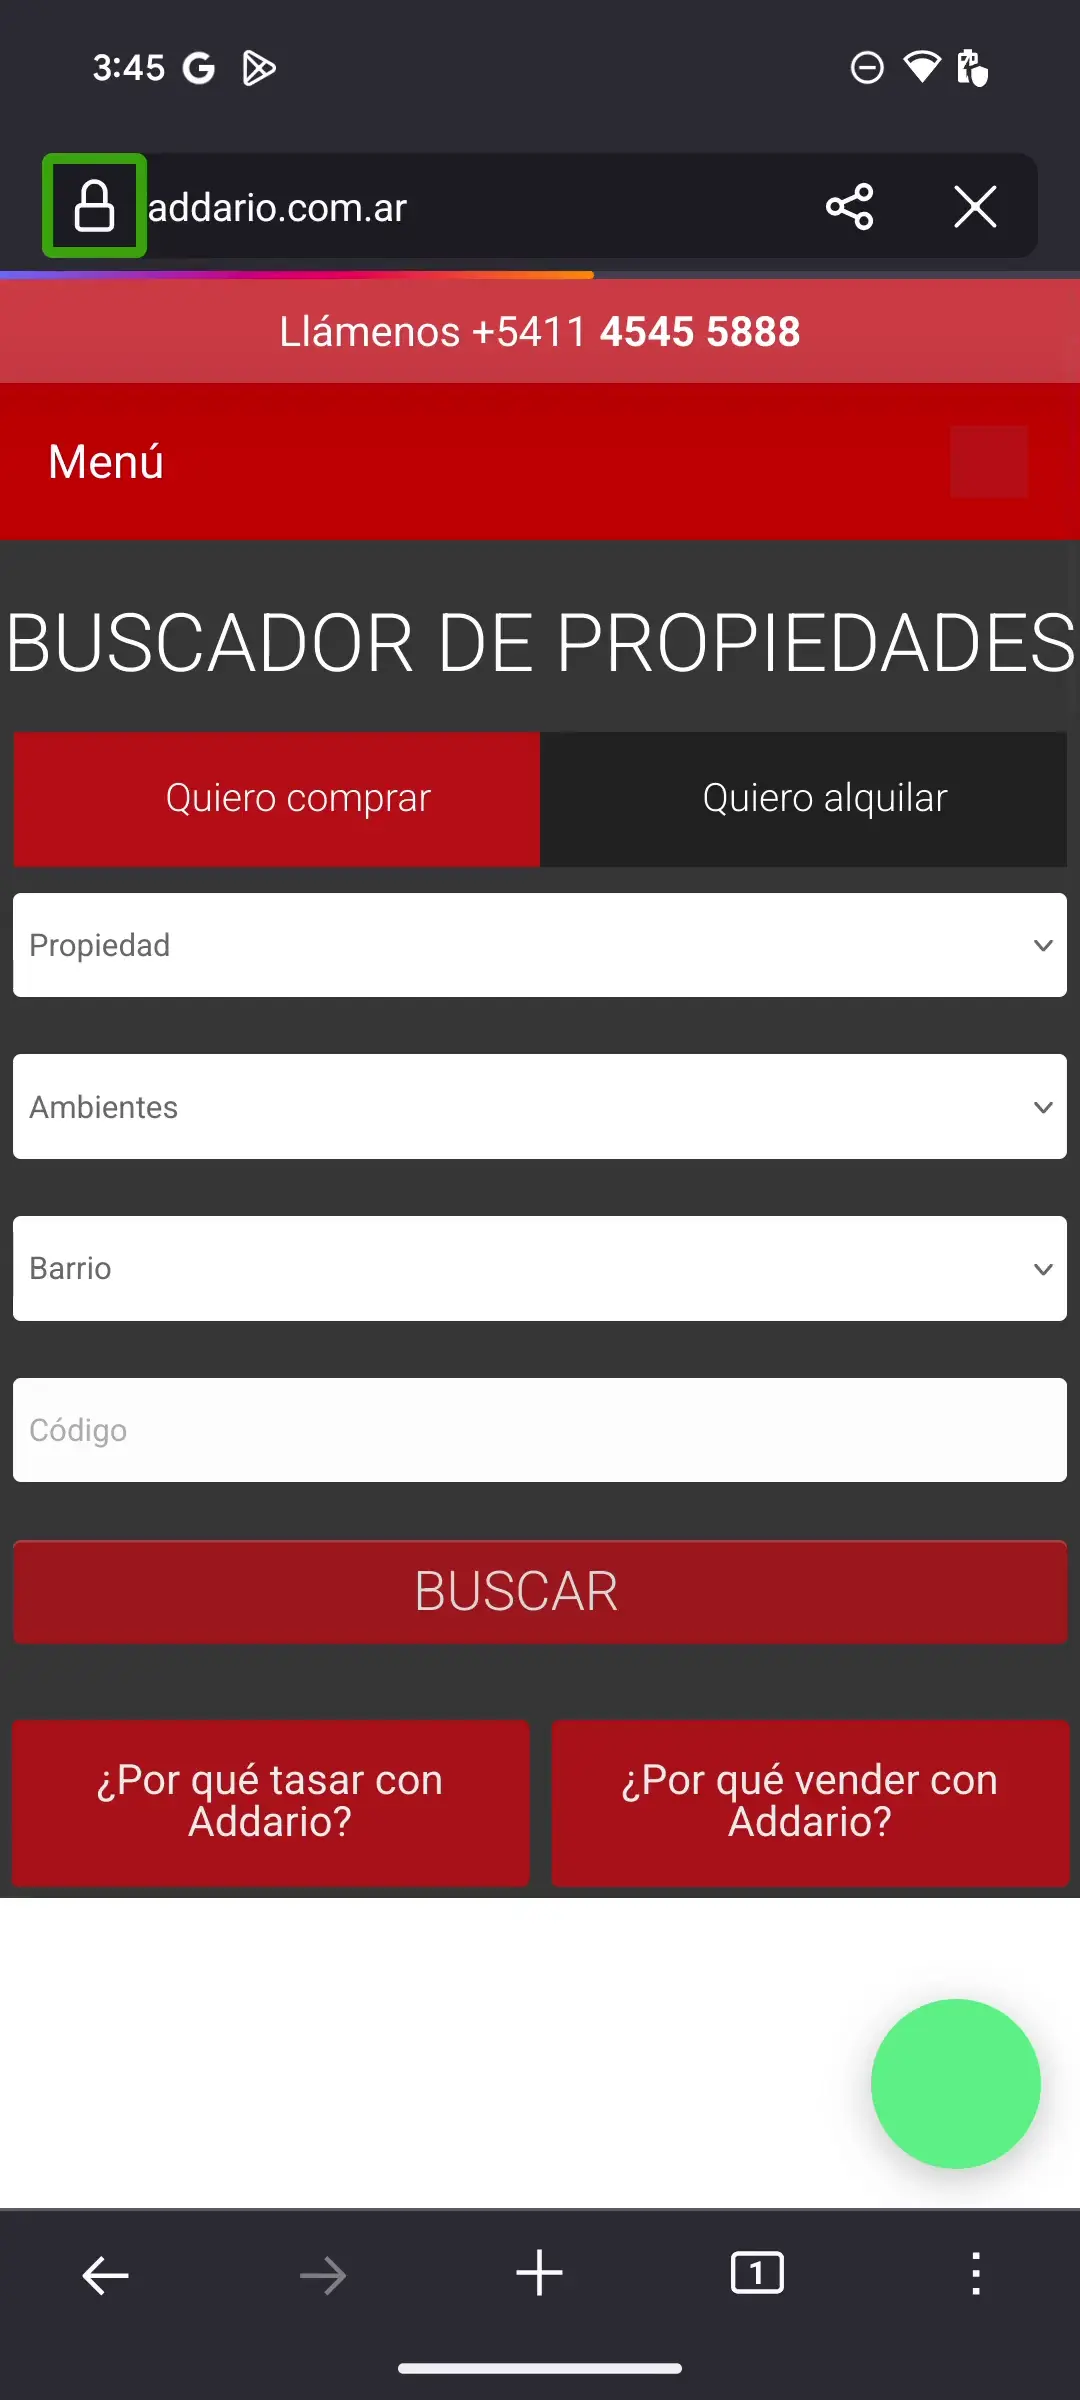 3:45
addario.com.ar
Llámenos +5411 4545 5888
Menú
BUSCADOR DE PROPIEDADES
Quiero comprar
Quiero alquilar
Propiedad
Ambientes
Barrio
Código
BUSCAR
¿Por qué tasar con
Addario?
¿Por qué vender con
Addario?
1